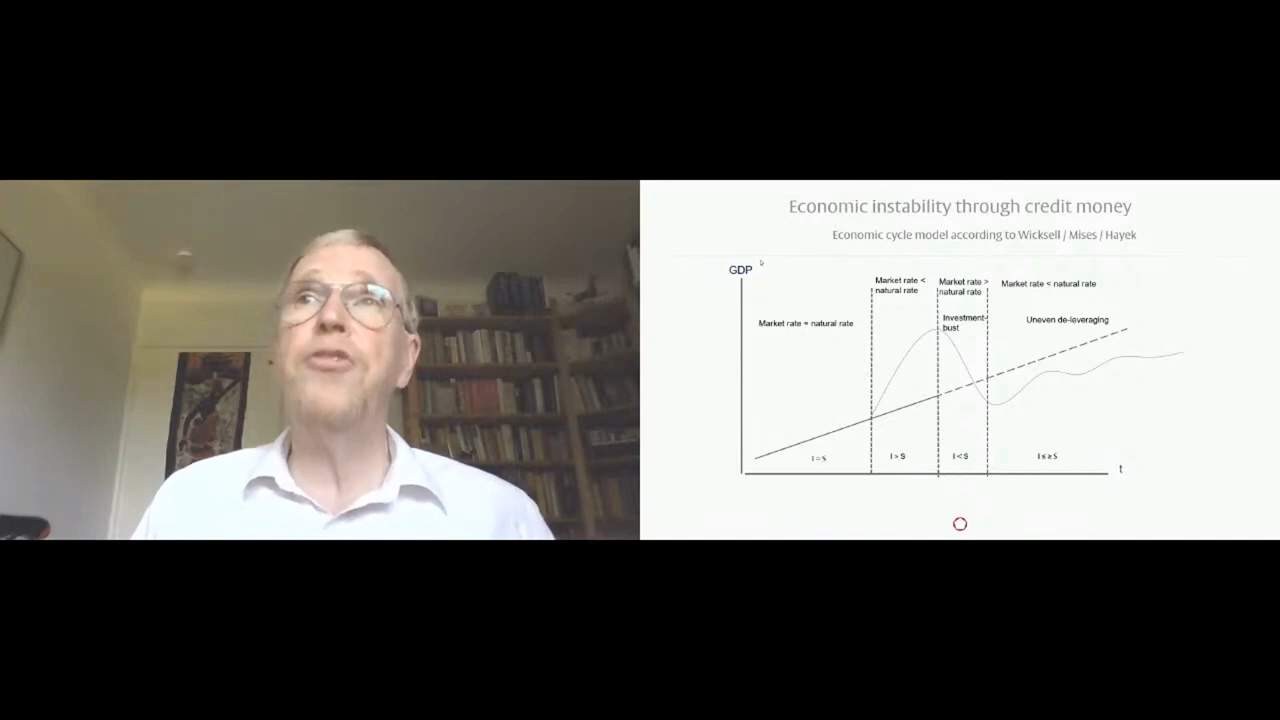 Economic instability through credit money
Economic cycle model according to Wicksell / Mises / Hayek
GDP
Market rate <
natural rate
Market rate >
natural rate
Market rate < natural rate
Market rate = natural rate
Investment-
bust
Uneven de-leveraging
I = S
I > S
I < S
I ≤ ≥ S
t